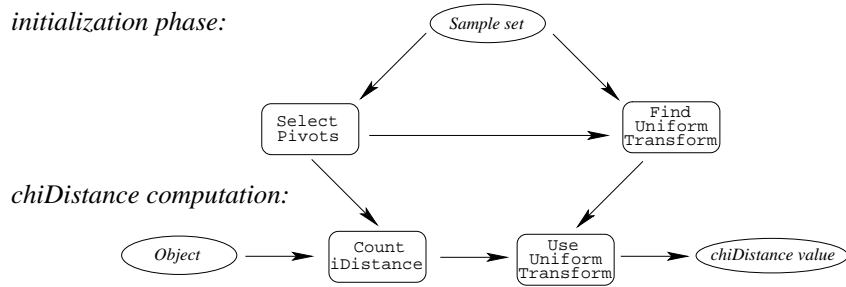 initialization phase:
Sample set
Select
Pivots
Find
Uniform
Transform
chiDistance computation:
Object
Count
iDistance
Use
Uniform
Transform
chiDistance value